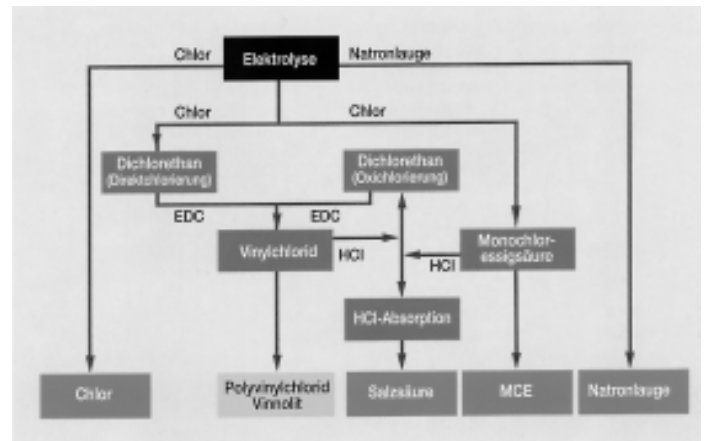 Chlor
Elektrolyse
Natronlauge
Chlor
Chlor
Dichlorethan
(Direktchlorierung)
Dichlorethan
(Oxichlorierung)
EDC
EDC
Vinylchlorid
HCl
HCl
Monochlor-
essigsäure
HCl-Absorption
Chlor
Polyvinylchlorid
Vinnolit
Salzsäure
MCE
Natronlauge